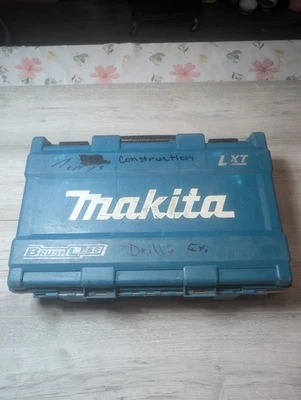 Construction
LXT
Makita
BRUSHLESS
Drills Ex.